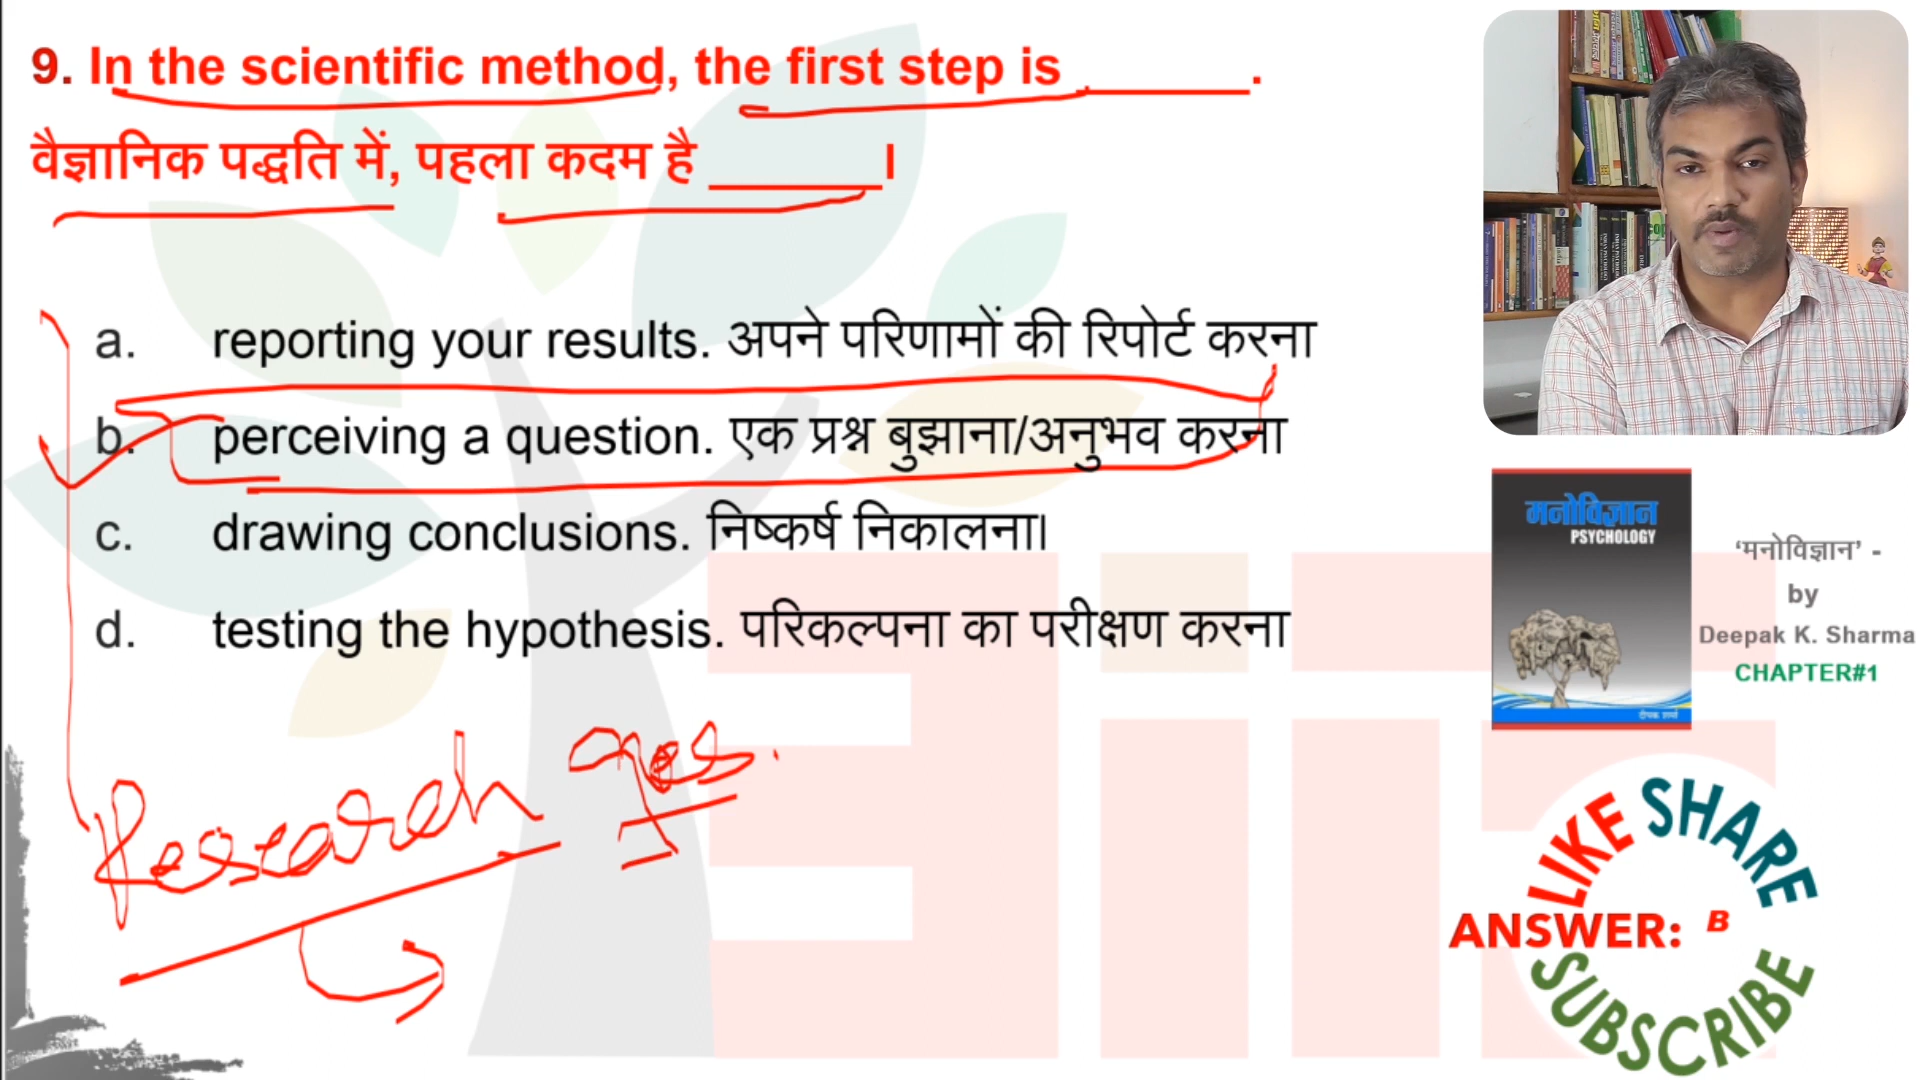 9. In the scientific method, the first step is ______.
वैज्ञानिक पद्धति में, पहला कदम है ______।
a. reporting your results. अपने परिणामों की रिपोर्ट करना
b. perceiving a question. एक प्रश्न बुझाना/अनुभव करना
c. drawing conclusions. निष्कर्ष निकालना।
d. testing the hypothesis. परिकल्पना का परीक्षण करना
Research ques.
मनोविज्ञान
PSYCHOLOGY
‘मनोविज्ञान’ -
by
Deepak K. Sharma
CHAPTER#1
LIKE SHARE
ANSWER: B
SUBSCRIBE